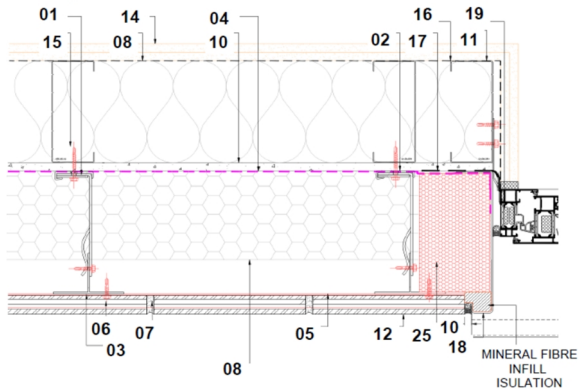 01 14 04 16 19
15 08 10 02 17 11
06 07 05 12 25 10
03 08 18
MINERAL FIBRE
INFILL
ISULATION